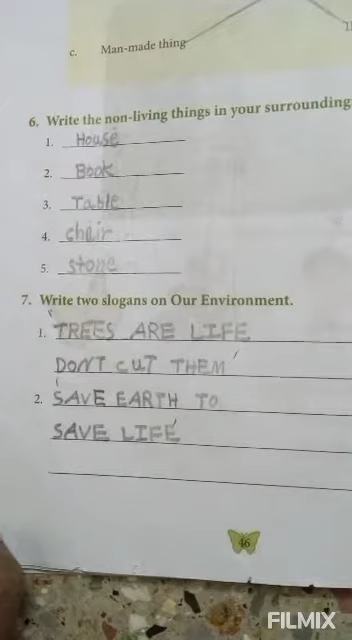 c. Man-made thing
6. Write the non-living things in your surrounding
1. House
2. Book
3. Table
4. chair
5. stone
7. Write two slogans on Our Environment.
1. 'TREES ARE LIFE
DON'T CUT THEM'
2. 'SAVE EARTH TO
SAVE LIFE'
46
FILMIX